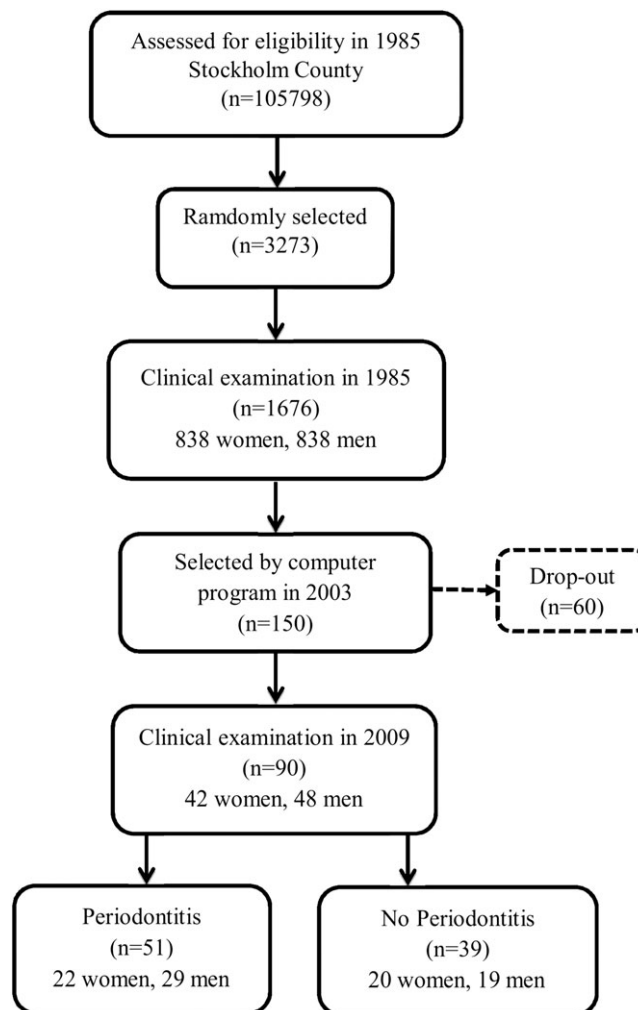 Assessed for eligibility in 1985
Stockholm County
(n=105798)
Ramdomly selected
(n=3273)
Clinical examination in 1985
(n=1676)
838 women, 838 men
Selected by computer
program in 2003
(n=150)
Drop-out
(n=60)
Clinical examination in 2009
(n=90)
42 women, 48 men
Periodontitis
(n=51)
22 women, 29 men
No Periodontitis
(n=39)
20 women, 19 men